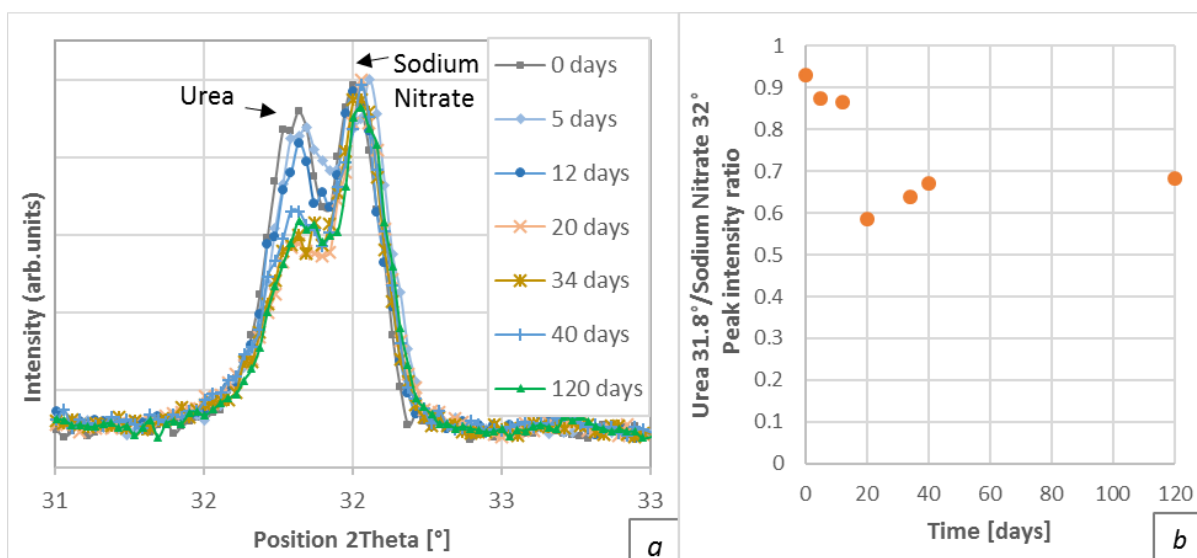 Intensity (arb.units)
Urea
Sodium
Nitrate
0 days
5 days
12 days
20 days
34 days
40 days
120 days
31
32
32
33
33
Position 2Theta [°]
a
Urea 31.8˚/Sodium Nitrate 32˚
Peak intensity ratio
1
0.9
0.8
0.7
0.6
0.5
0.4
0.3
0.2
0.1
0
0
20
40
60
80
100
120
Time [days]
b